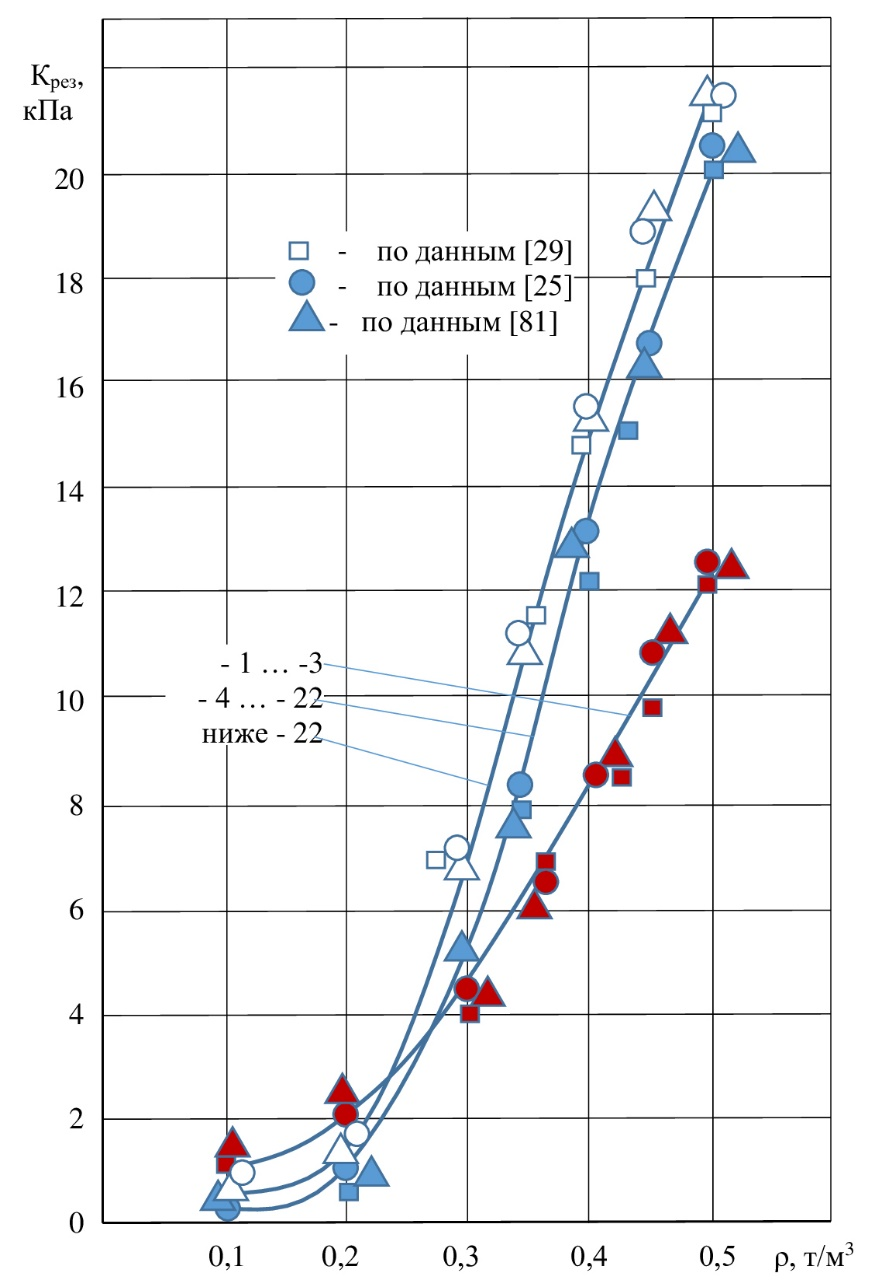 Крез,
кПа
20
- по данным [29]
18
- по данным [25]
- по данным [81]
16
14
12
- 1 … -3
- 4 … - 22
10
ниже - 22
8
6
4
2
0
0,1 0,2 0,3 0,4 0,5 ρ, т/м³